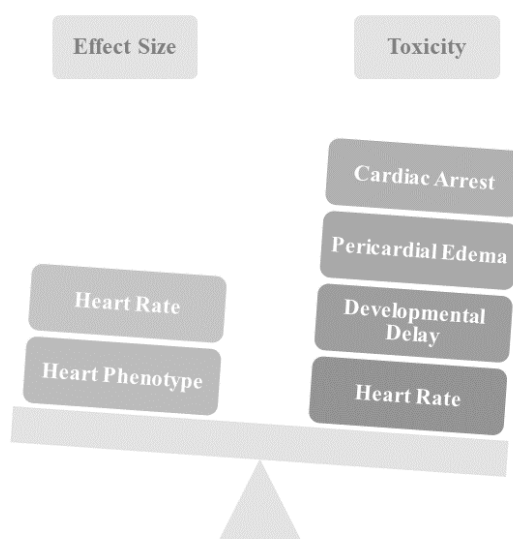 Effect Size
Toxicity
Cardiac Arrest
Pericardial Edema
Heart Rate
Developmental
Delay
Heart Phenotype
Heart Rate